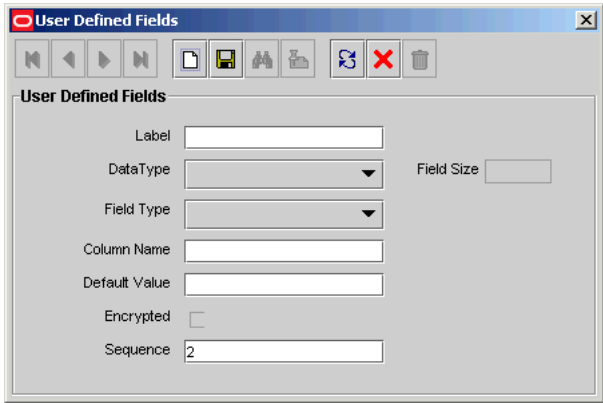 User Defined Fields
User Defined Fields
Label
DataType
Field Size
Field Type
Column Name
Default Value
Encrypted
Sequence 2